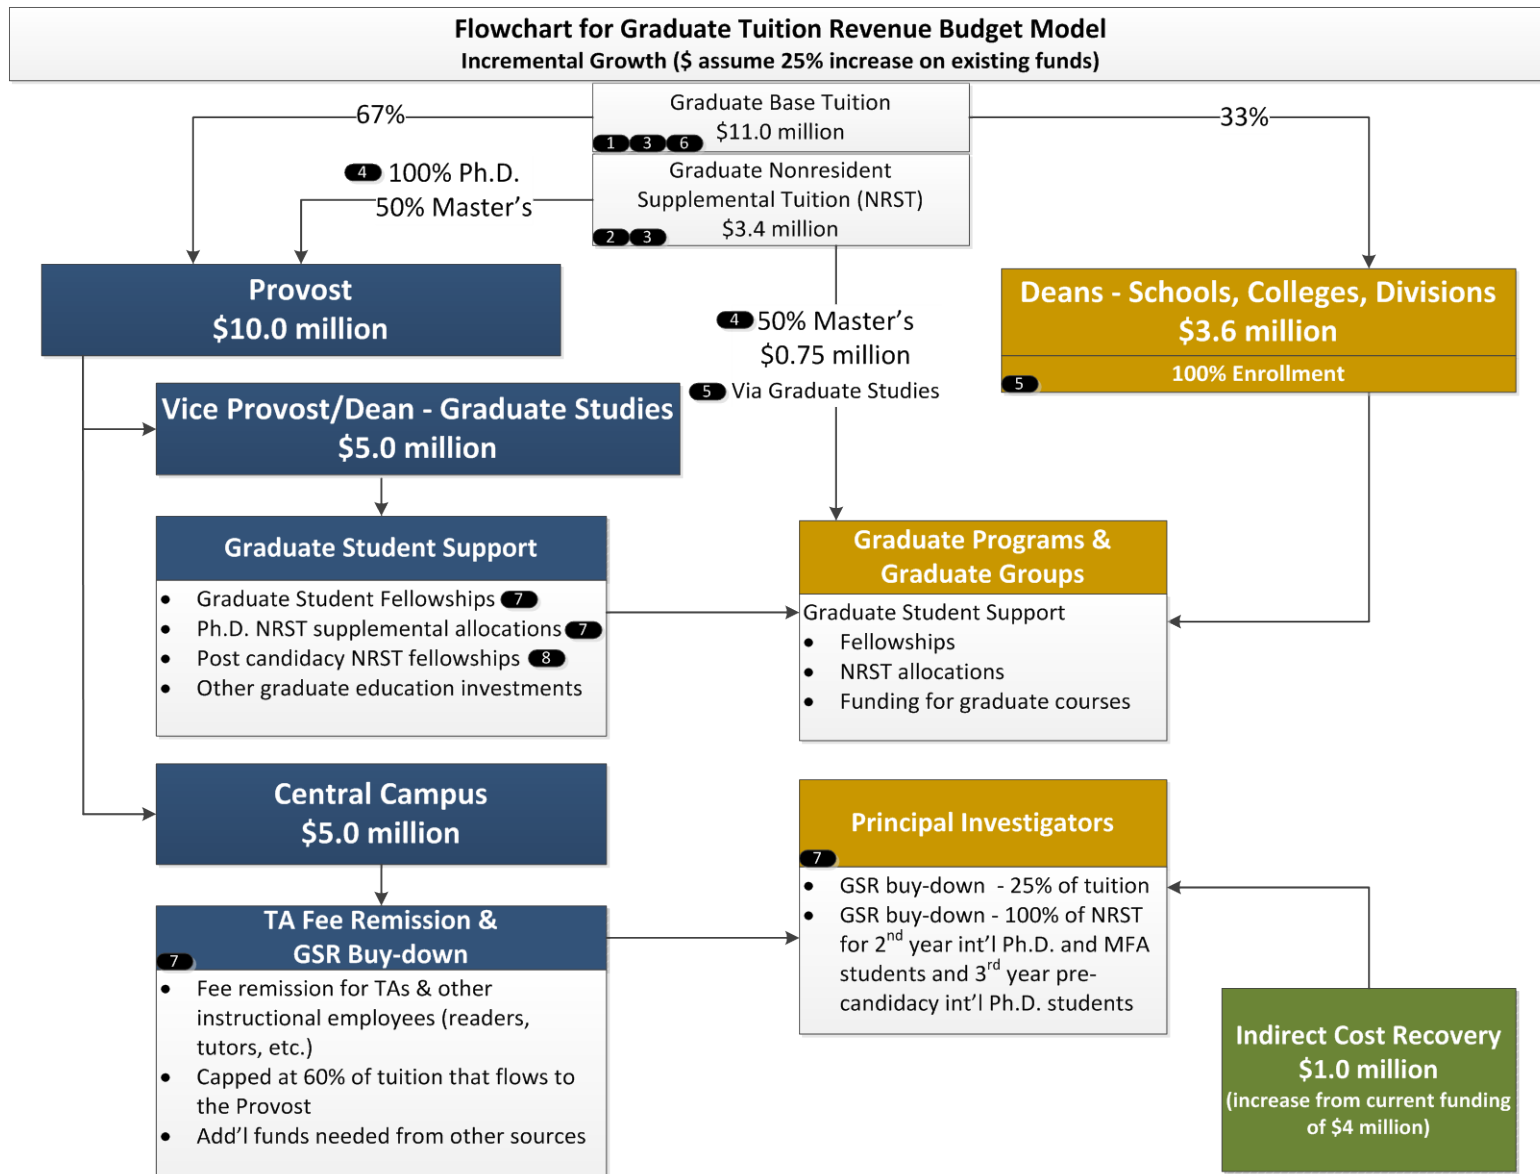 Flowchart for Graduate Tuition Revenue Budget Model
Incremental Growth ($ assume 25% increase on existing funds)
67%
Graduate Base Tuition
$11.0 million
1 3 6
33%
4 100% Ph.D.
50% Master's
Graduate Nonresident
Supplemental Tuition (NRST)
$3.4 million
2 3
Provost
$10.0 million
4 50% Master's
$0.75 million
5 Via Graduate Studies
Deans - Schools, Colleges, Divisions
$3.6 million
100% Enrollment
5
Vice Provost/Dean - Graduate Studies
$5.0 million
Graduate Student Support
• Graduate Student Fellowships 7
• Ph.D. NRST supplemental allocations 7
• Post candidacy NRST fellowships 8
• Other graduate education investments
Graduate Programs &
Graduate Groups
Graduate Student Support
• Fellowships
• NRST allocations
• Funding for graduate courses
Central Campus
$5.0 million
TA Fee Remission &
GSR Buy-down
7
• Fee remission for TAs & other
instructional employees (readers,
tutors, etc.)
• Capped at 60% of tuition that flows to
the Provost
• Add'l funds needed from other sources
Principal Investigators
7
• GSR buy-down - 25% of tuition
• GSR buy-down - 100% of NRST
for 2nd year int'l Ph.D. and MFA
students and 3rd year pre-
candidacy int'l Ph.D. students
Indirect Cost Recovery
$1.0 million
(increase from current funding
of $4 million)